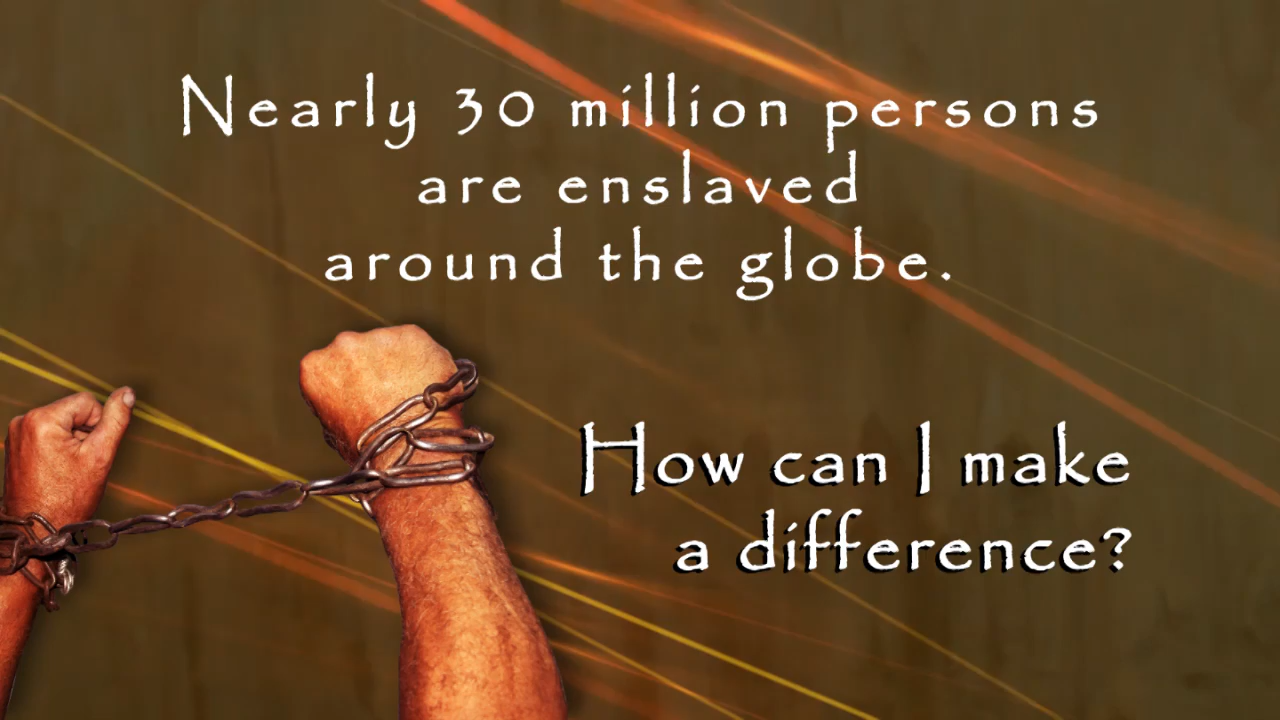 Nearly 30 million persons
are enslaved
around the globe.
How can I make
a difference?